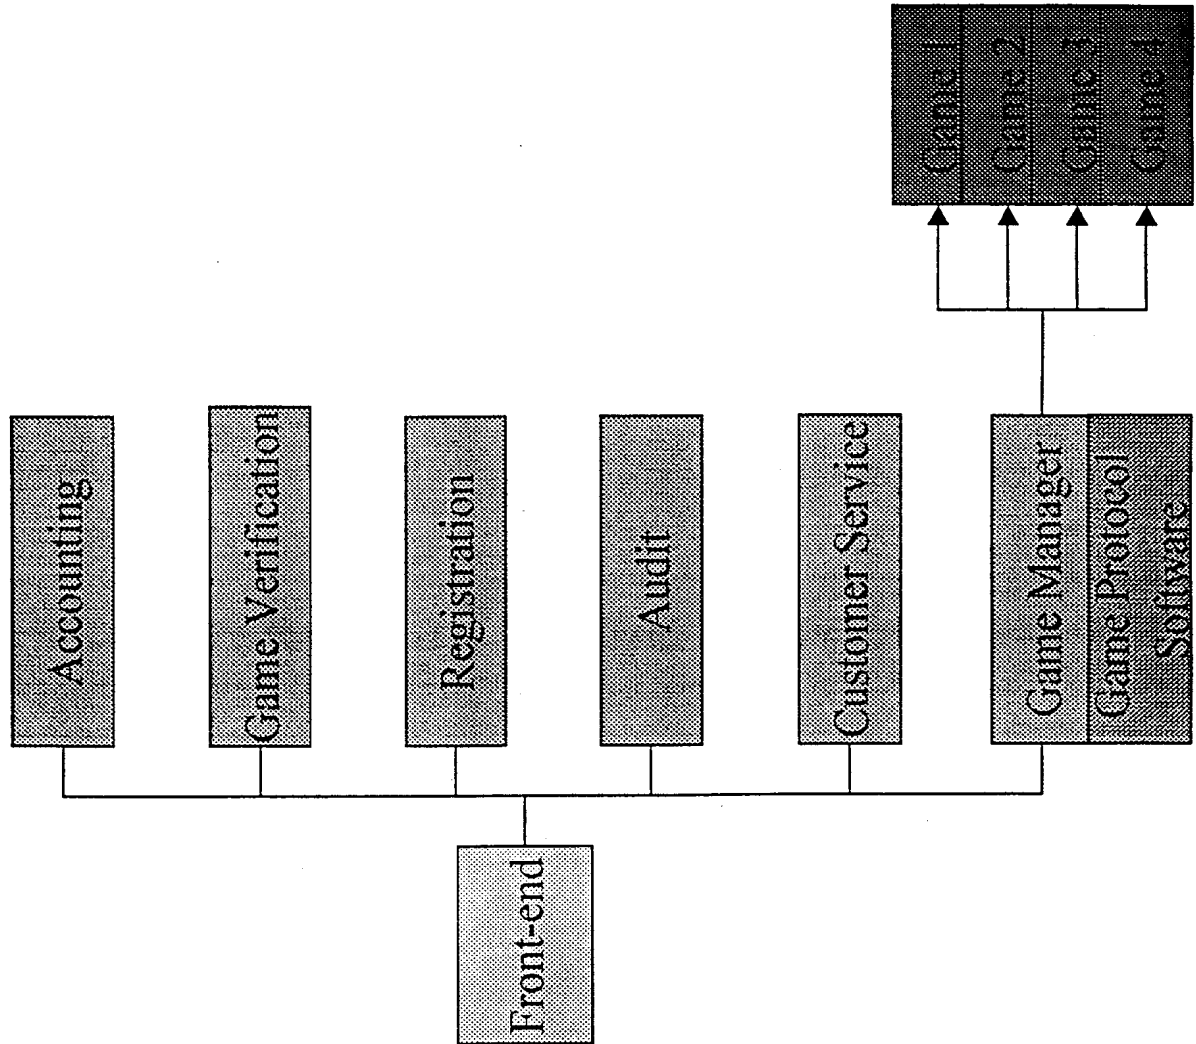 Front-end
Accounting
Game Verification
Registration
Audit
Customer Service
Game Manager
Game Protocol
Software
Game 1
Game 2
Game 3
Game 4